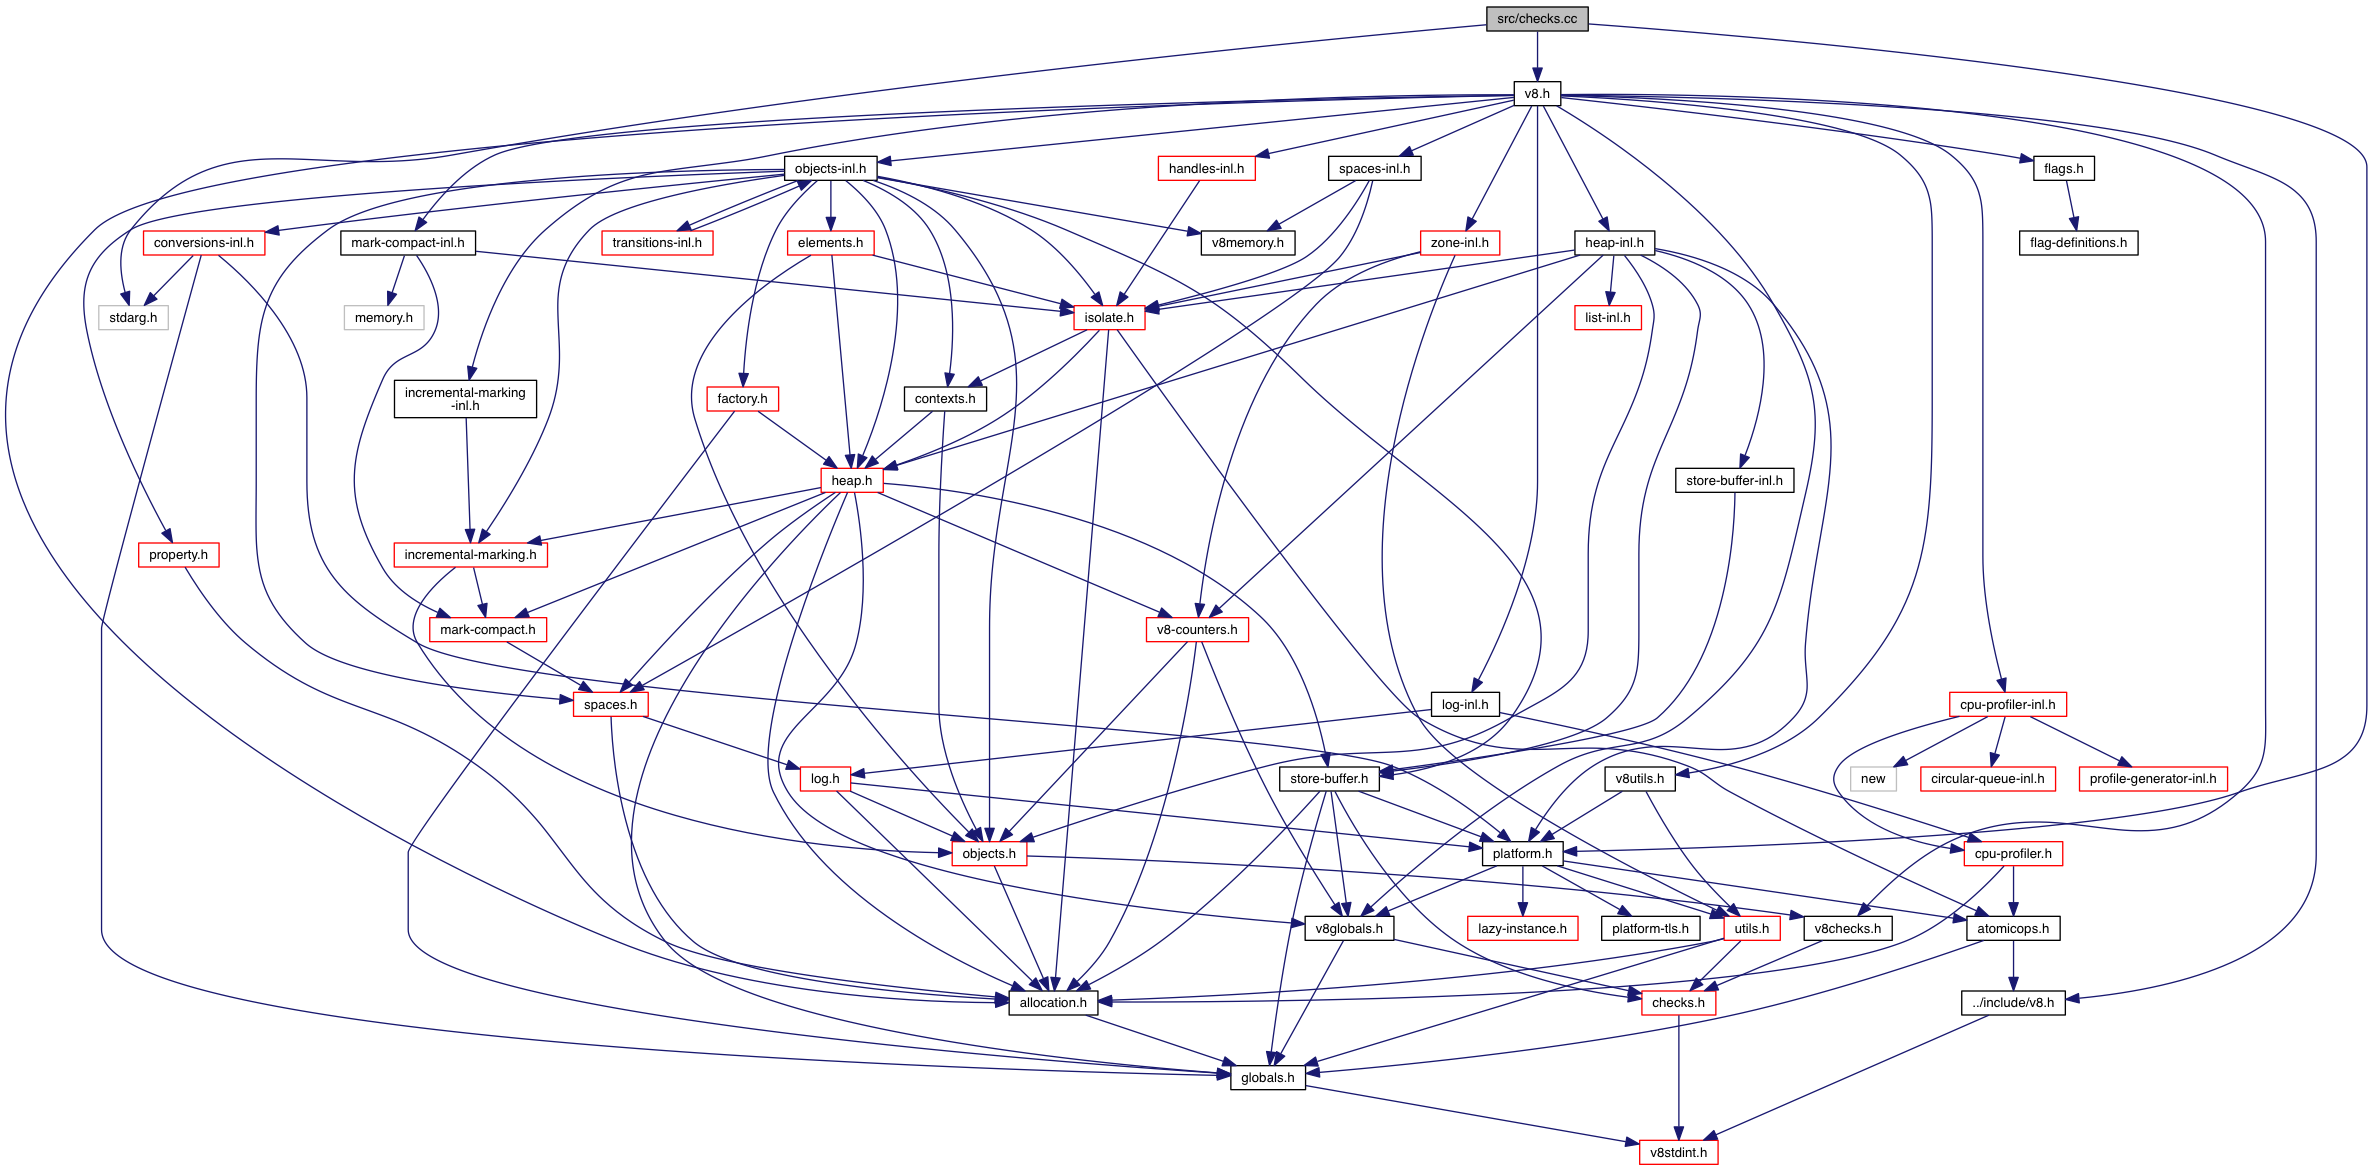 src/checks.cc
v8.h
objects-inl.h
handles-inl.h
spaces-inl.h
flags.h
conversions-inl.h
mark-compact-inl.h
transitions-inl.h
elements.h
v8memory.h
zone-inl.h
heap-inl.h
flag-definitions.h
stdarg.h
memory.h
isolate.h
list-inl.h
incremental-marking
-inl.h
factory.h
contexts.h
heap.h
store-buffer-inl.h
property.h
incremental-marking.h
mark-compact.h
v8-counters.h
spaces.h
log-inl.h
cpu-profiler-inl.h
log.h
store-buffer.h
v8utils.h
new
circular-queue-inl.h
profile-generator-inl.h
objects.h
platform.h
cpu-profiler.h
v8globals.h
lazy-instance.h
platform-tls.h
utils.h
v8checks.h
atomicops.h
allocation.h
checks.h
../include/v8.h
globals.h
v8stdint.h